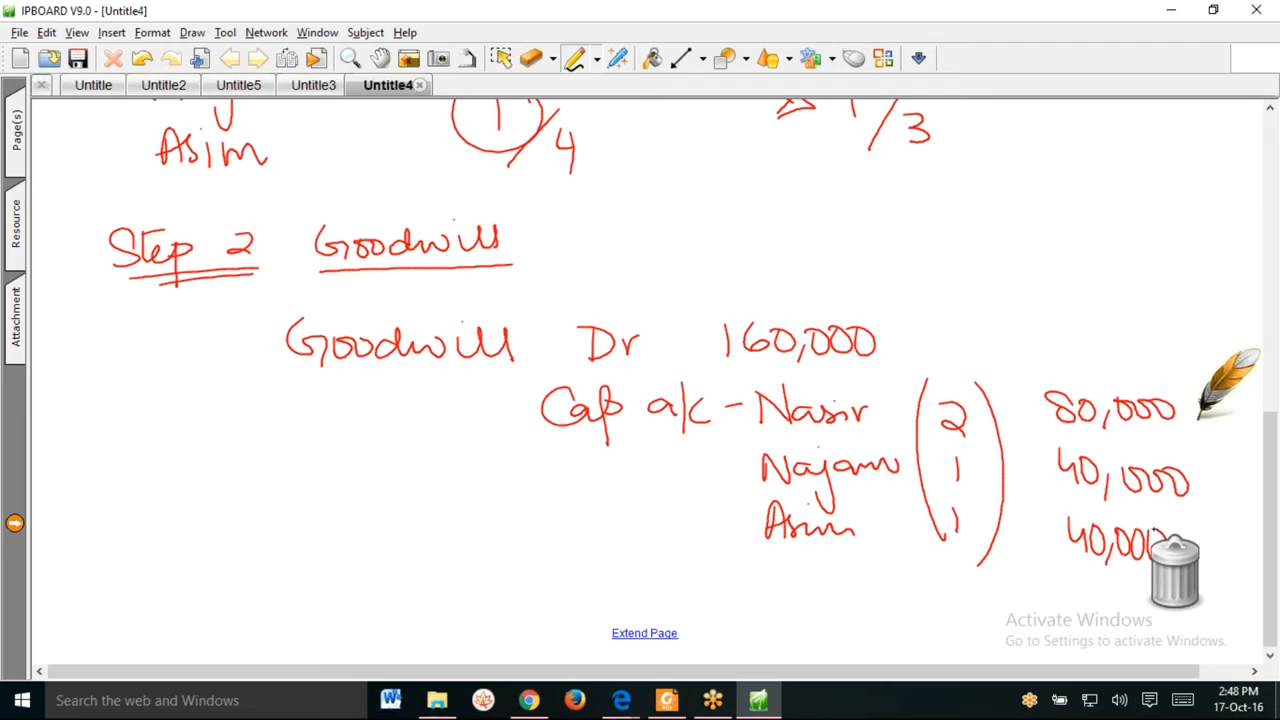 IPBOARD V9.0 - [Untitle4]
File Edit View Insert Format Draw Tool Network Window Subject Help
Untitle Untitle2 Untitle5 Untitle3 Untitle4
Page(s)
Resource
Attachment
Asim 1/4 1/3
Step 2 Goodwill
Goodwill Dr 160,000
Cap a/c - Nasir 2 80,000
Najam 1 40,000
Asim 1 40,000
Extend Page
Activate Windows
Go to Settings to activate Windows.
Search the web and Windows
2:48 PM
17-Oct-16